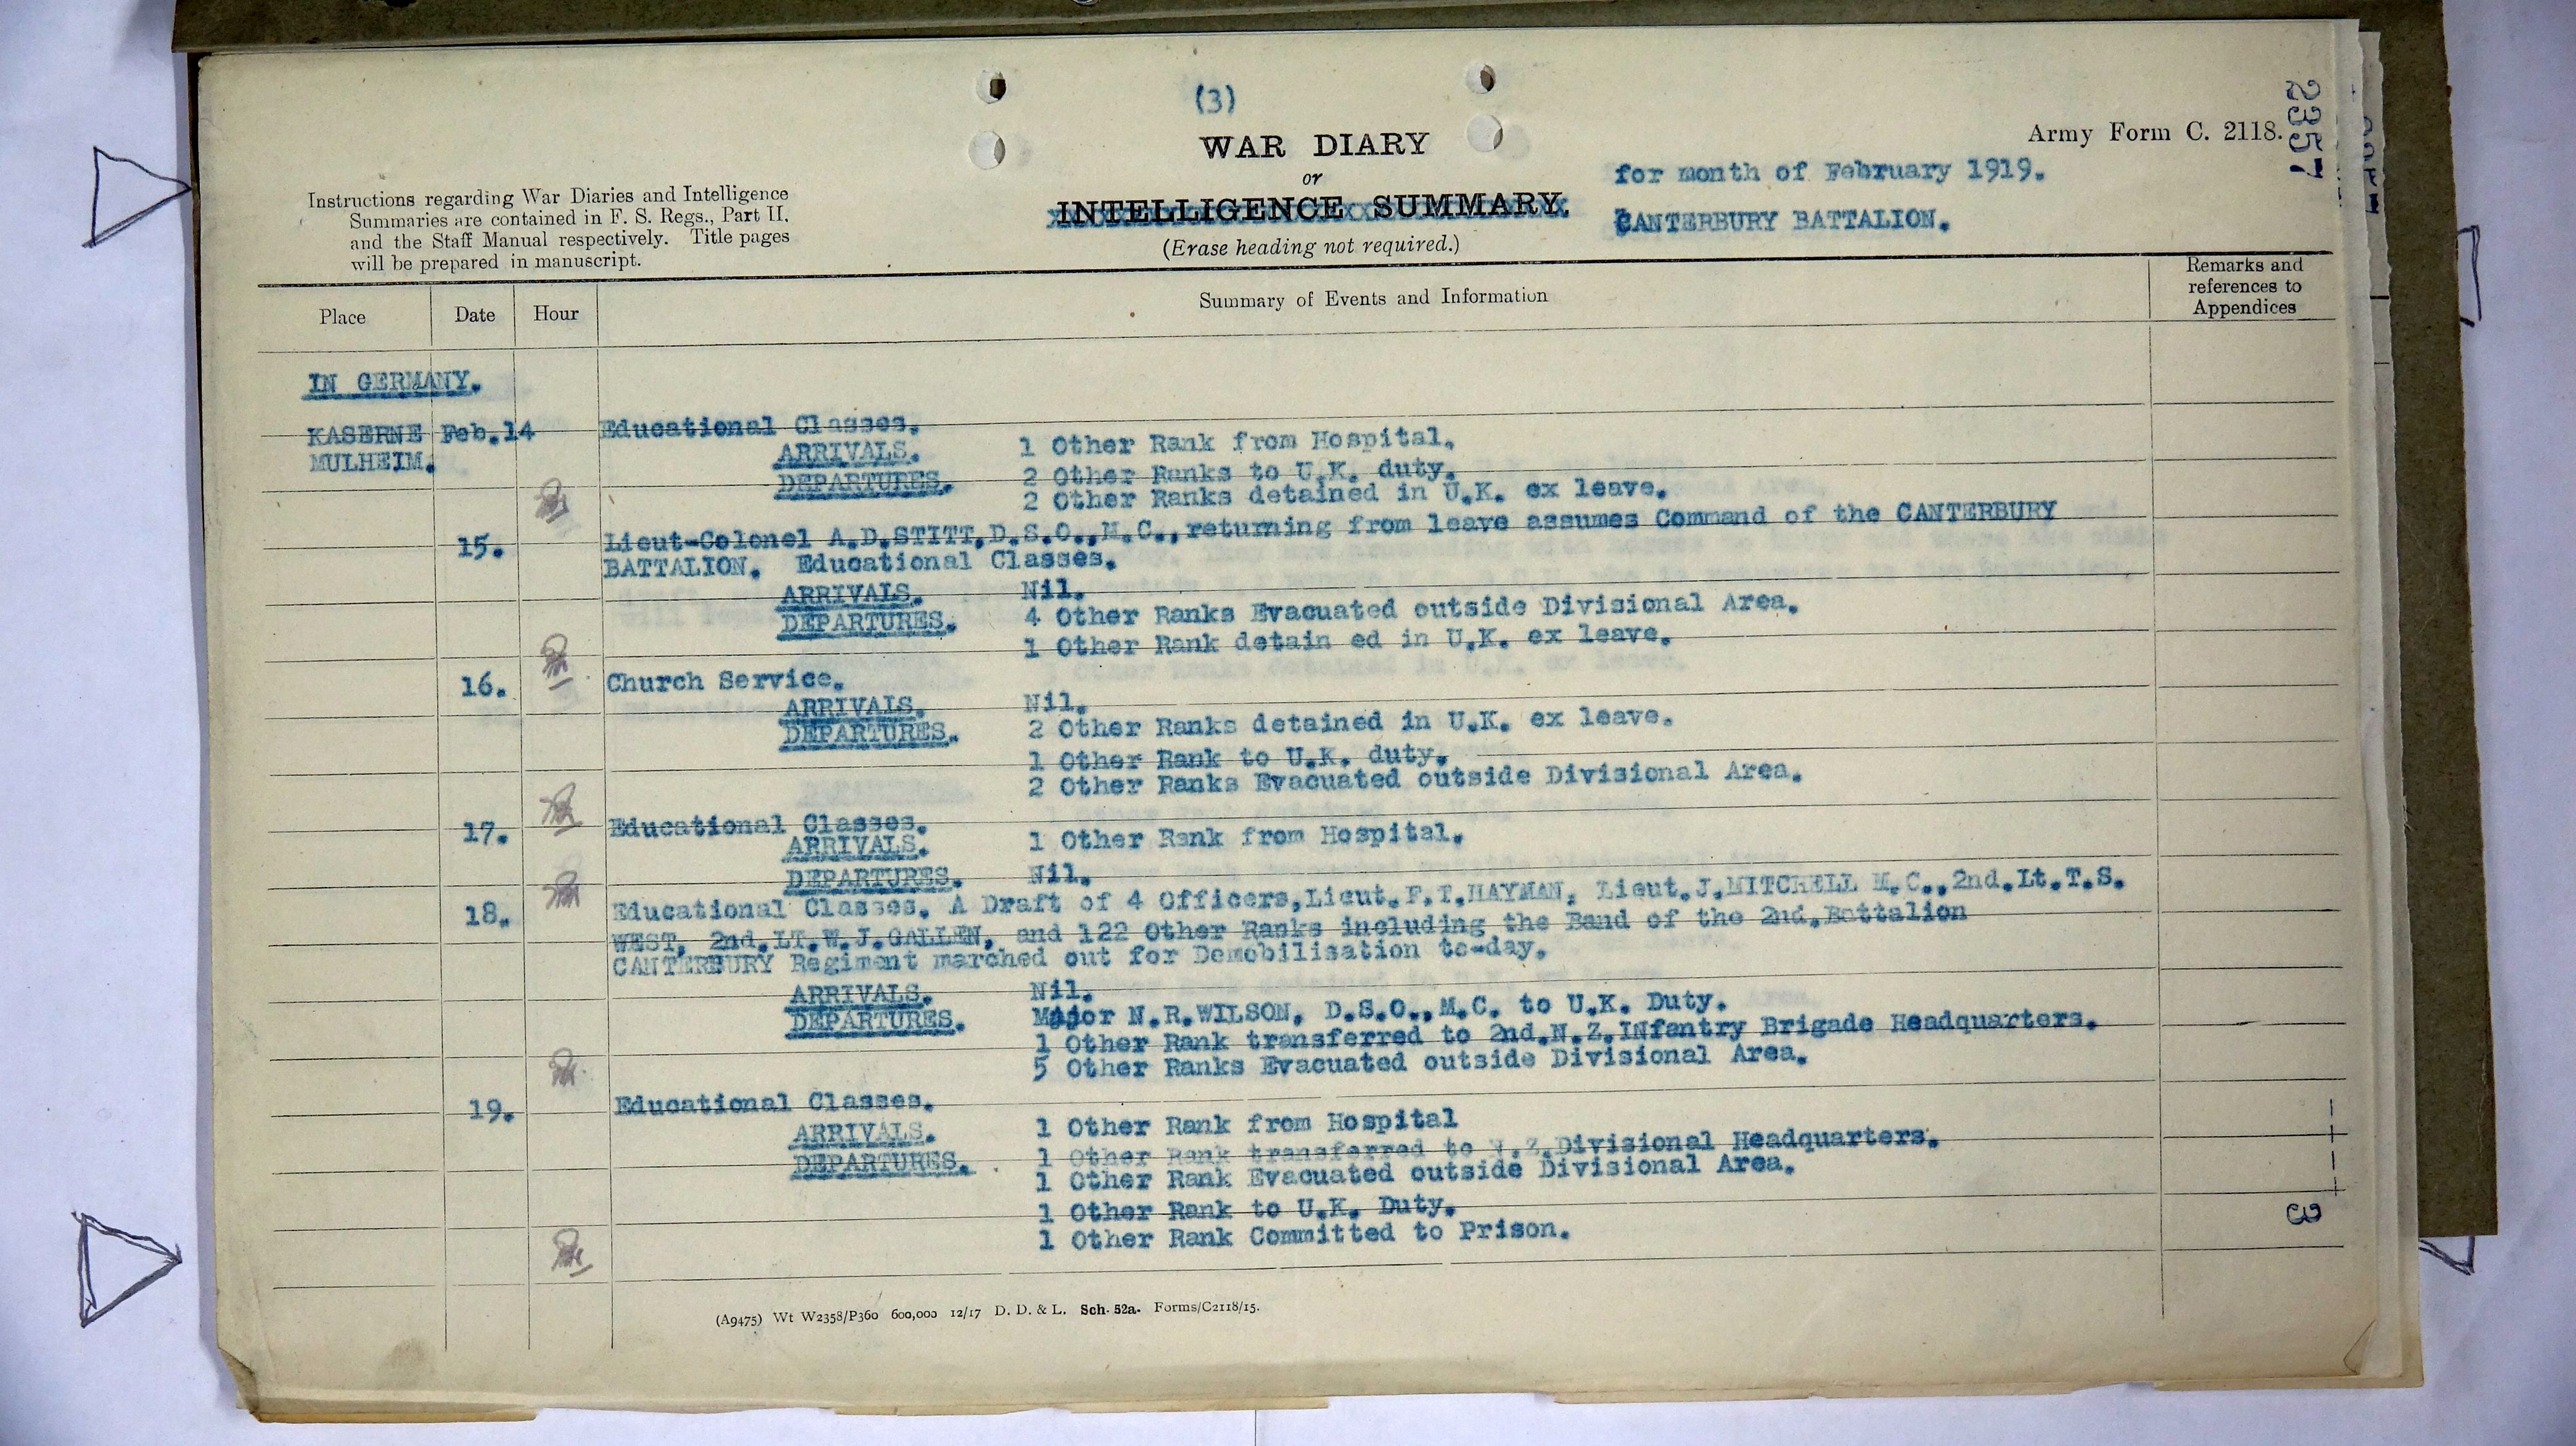 (3)
WAR DIARY
or
INTELLIGENCE SUMMARY.
(Erase heading not required.)
Army Form C. 2118.
2357
for month of February 1919.
CANTERBURY BATTALION.
Instructions regarding War Diaries and Intelligence
Summaries are contained in F. S. Regs., Part II,
and the Staff Manual respectively. Title pages
will be prepared in manuscript.
Place Date Hour Summary of Events and Information Remarks and
references to
Appendices
IN GERMANY.
KASERNE Feb.14 Educational Classes.
MULHEIM. ARRIVALS. 1 Other Rank from Hospital.
DEPARTURES. 2 Other Ranks to U.K. duty.
2 Other Ranks detained in U.K. ex leave.
15. Lieut-Colonel A.D.STITT,D.S.O.,M.C.,returning from leave assumes Command of the CANTERBURY
BATTALION. Educational Classes.
ARRIVALS. Nil.
DEPARTURES. 4 Other Ranks Evacuated outside Divisional Area.
1 Other Rank detain ed in U.K. ex leave.
16. Church Service.
ARRIVALS. Nil.
DEPARTURES. 2 Other Ranks detained in U.K. ex leave.
1 Other Rank to U.K. duty.
2 Other Ranks Evacuated outside Divisional Area.
17. Educational Classes.
ARRIVALS. 1 Other Rank from Hospital.
DEPARTURES. Nil.
18. Educational Classes. A Draft of 4 Officers,Lieut.F.T.HAYMAN, Lieut.J.MITCHELL M.C.,2nd.Lt.T.S.
WEST, 2nd.LT.W.J.GALLEN, and 122 Other Ranks including the Band of the 2nd.Battalion
CANTERBURY Regiment marched out for Demobilisation to-day.
ARRIVALS. Nil.
DEPARTURES. Major N.R.WILSON, D.S.O.,M.C. to U.K. Duty.
1 Other Rank transferred to 2nd.N.Z.INfantry Brigade Headquarters.
5 Other Ranks Evacuated outside Divisional Area.
19. Educational Classes.
ARRIVALS. 1 Other Rank from Hospital
DEPARTURES. 1 Other Rank transferred to N.Z.Divisional Headquarters.
1 Other Rank Evacuated outside Divisional Area.
1 Other Rank to U.K. Duty.
1 Other Rank Committed to Prison.
3
(A9475) Wt W2358/P360 600,000 12/17 D. D. & L. Sch. 52a. Forms/C2118/15.